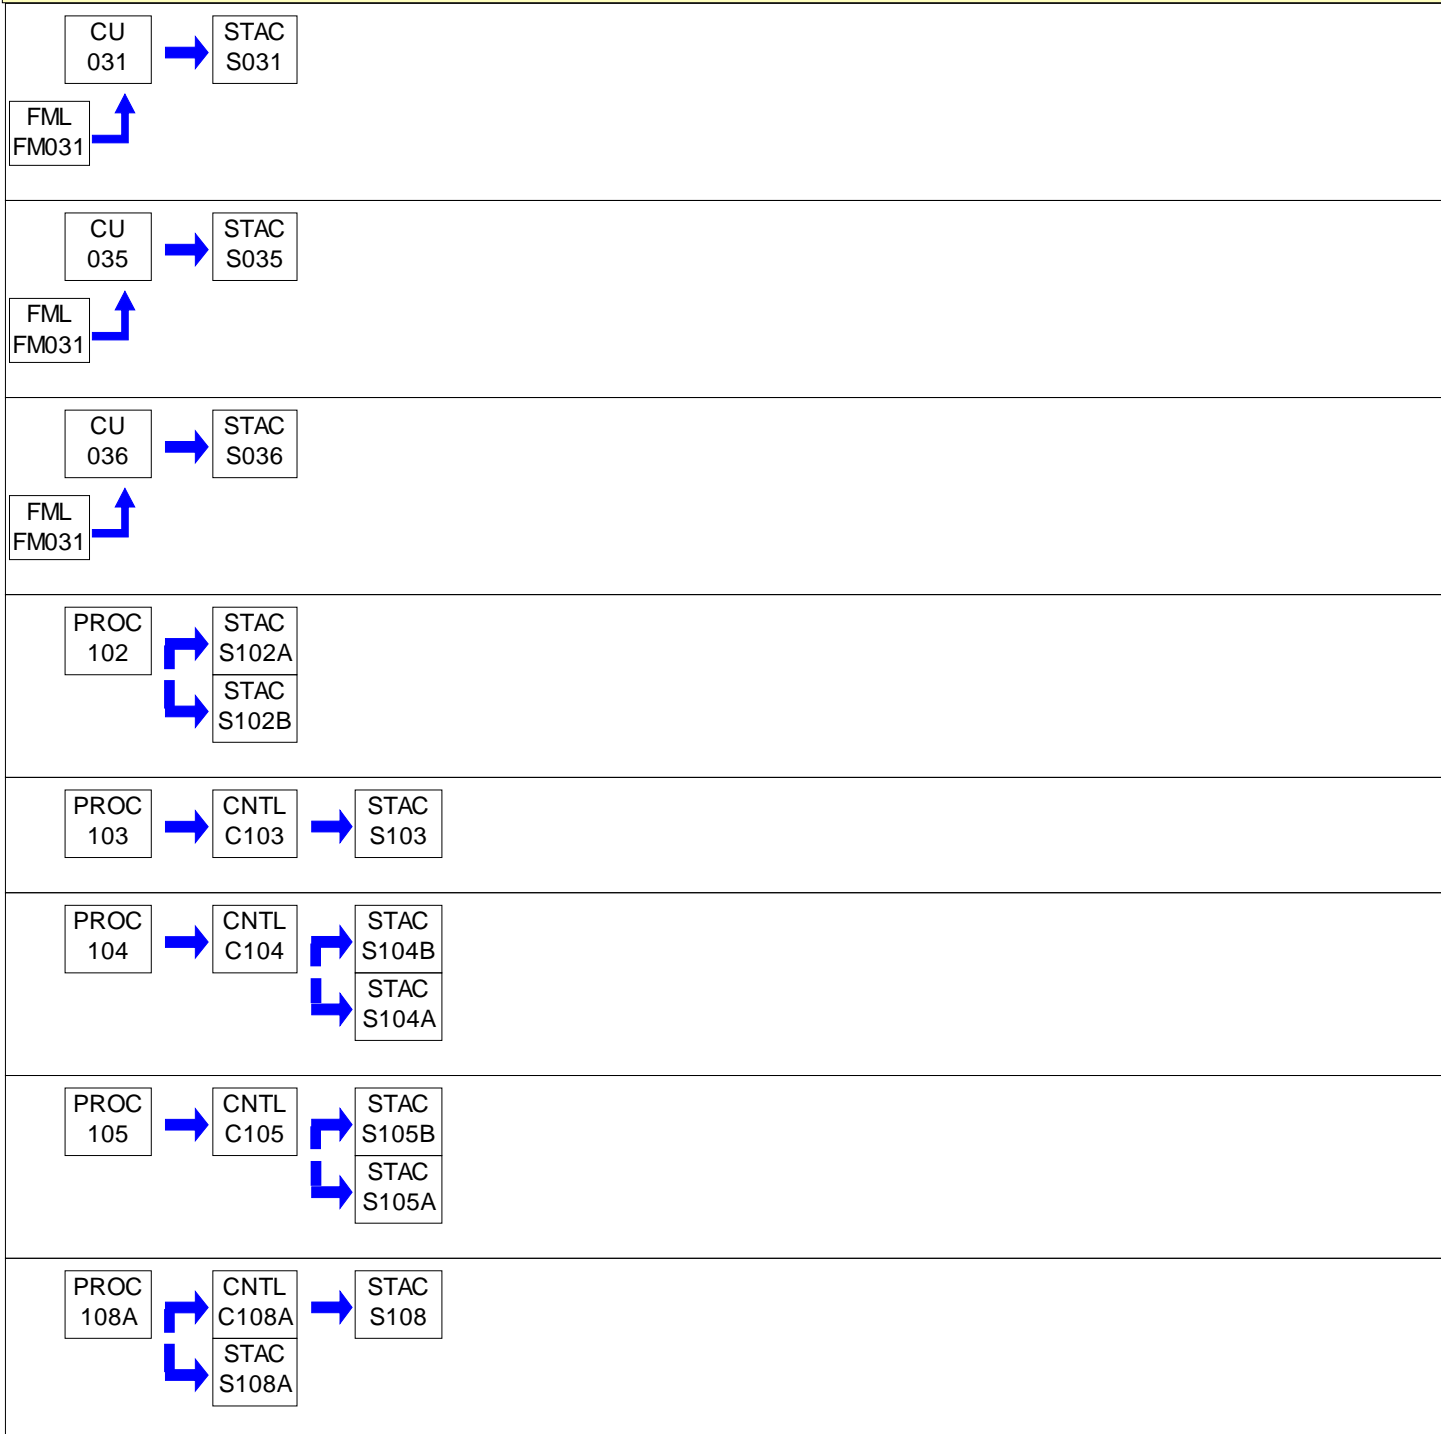 CU
031
STAC
S031
FML
FM031
CU
035
STAC
S035
FML
FM031
CU
036
STAC
S036
FML
FM031
PROC
102
STAC
S102A
STAC
S102B
PROC
103
CNTL
C103
STAC
S103
PROC
104
CNTL
C104
STAC
S104B
STAC
S104A
PROC
105
CNTL
C105
STAC
S105B
STAC
S105A
PROC
108A
CNTL
C108A
STAC
S108
STAC
S108A